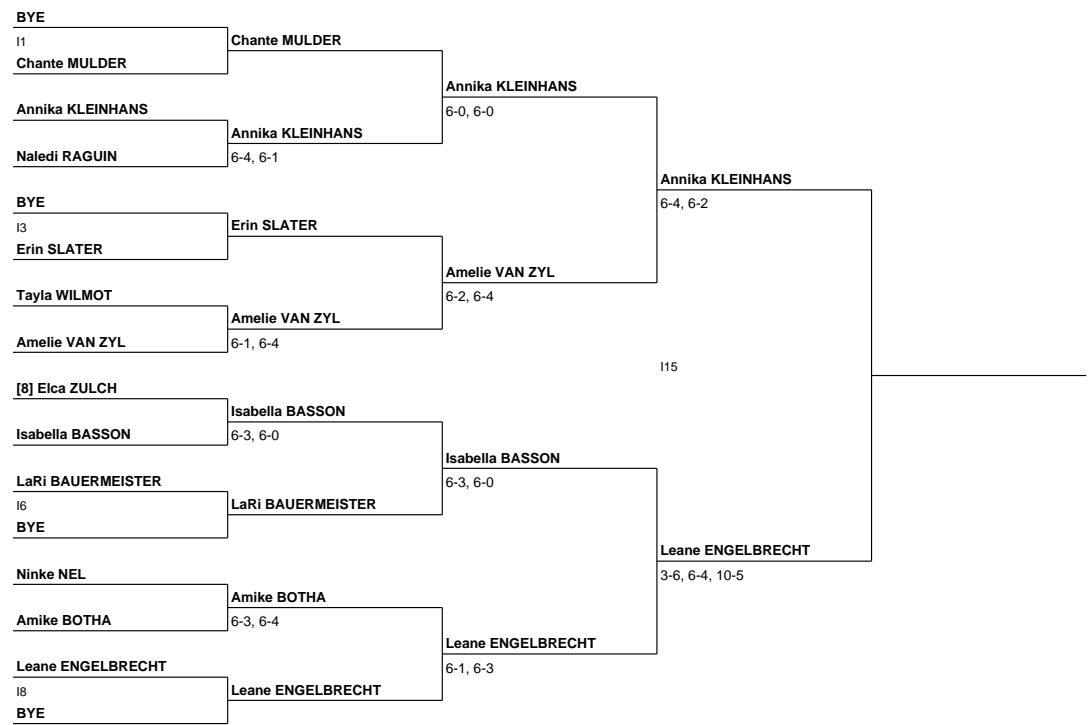 BYE
I1
Chante MULDER
Chante MULDER
Annika KLEINHANS
6-0, 6-0
Annika KLEINHANS
Annika KLEINHANS
6-4, 6-1
Naledi RAGUIN
Annika KLEINHANS
6-4, 6-2
BYE
I3
Erin SLATER
Erin SLATER
Amelie VAN ZYL
6-2, 6-4
Tayla WILMOT
Amelie VAN ZYL
6-1, 6-4
Amelie VAN ZYL
I15
[8] Elca ZULCH
Isabella BASSON
6-3, 6-0
Isabella BASSON
Isabella BASSON
6-3, 6-0
LaRi BAUERMEISTER
I6
LaRi BAUERMEISTER
BYE
Leane ENGELBRECHT
3-6, 6-4, 10-5
Ninke NEL
Amike BOTHA
6-3, 6-4
Amike BOTHA
Leane ENGELBRECHT
6-1, 6-3
Leane ENGELBRECHT
I8
Leane ENGELBRECHT
BYE